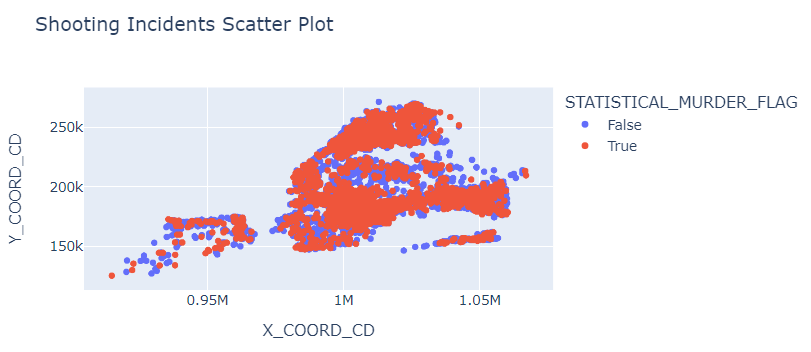 Shooting Incidents Scatter Plot
STATISTICAL_MURDER_FLAG
False
True
Y_COORD_CD
250k
200k
150k
0.95M
1M
1.05M
X_COORD_CD